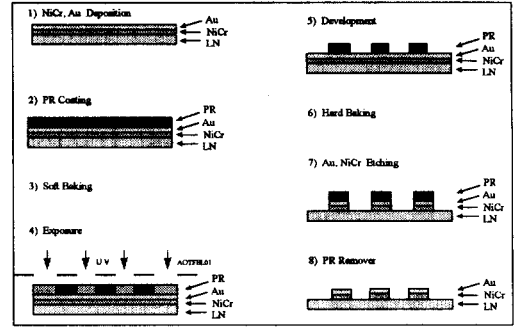 1) NiCr, Au Deposition
Au
NiCr
LN
2) PR Coating
PR
Au
NiCr
LN
3) Soft Baking
4) Exposure
UV
AOTFBL01
PR
Au
NiCr
LN
5) Development
PR
Au
NiCr
LN
6) Hard Baking
7) Au, NiCr Etching
PR
Au
NiCr
LN
8) PR Remover
Au
NiCr
LN